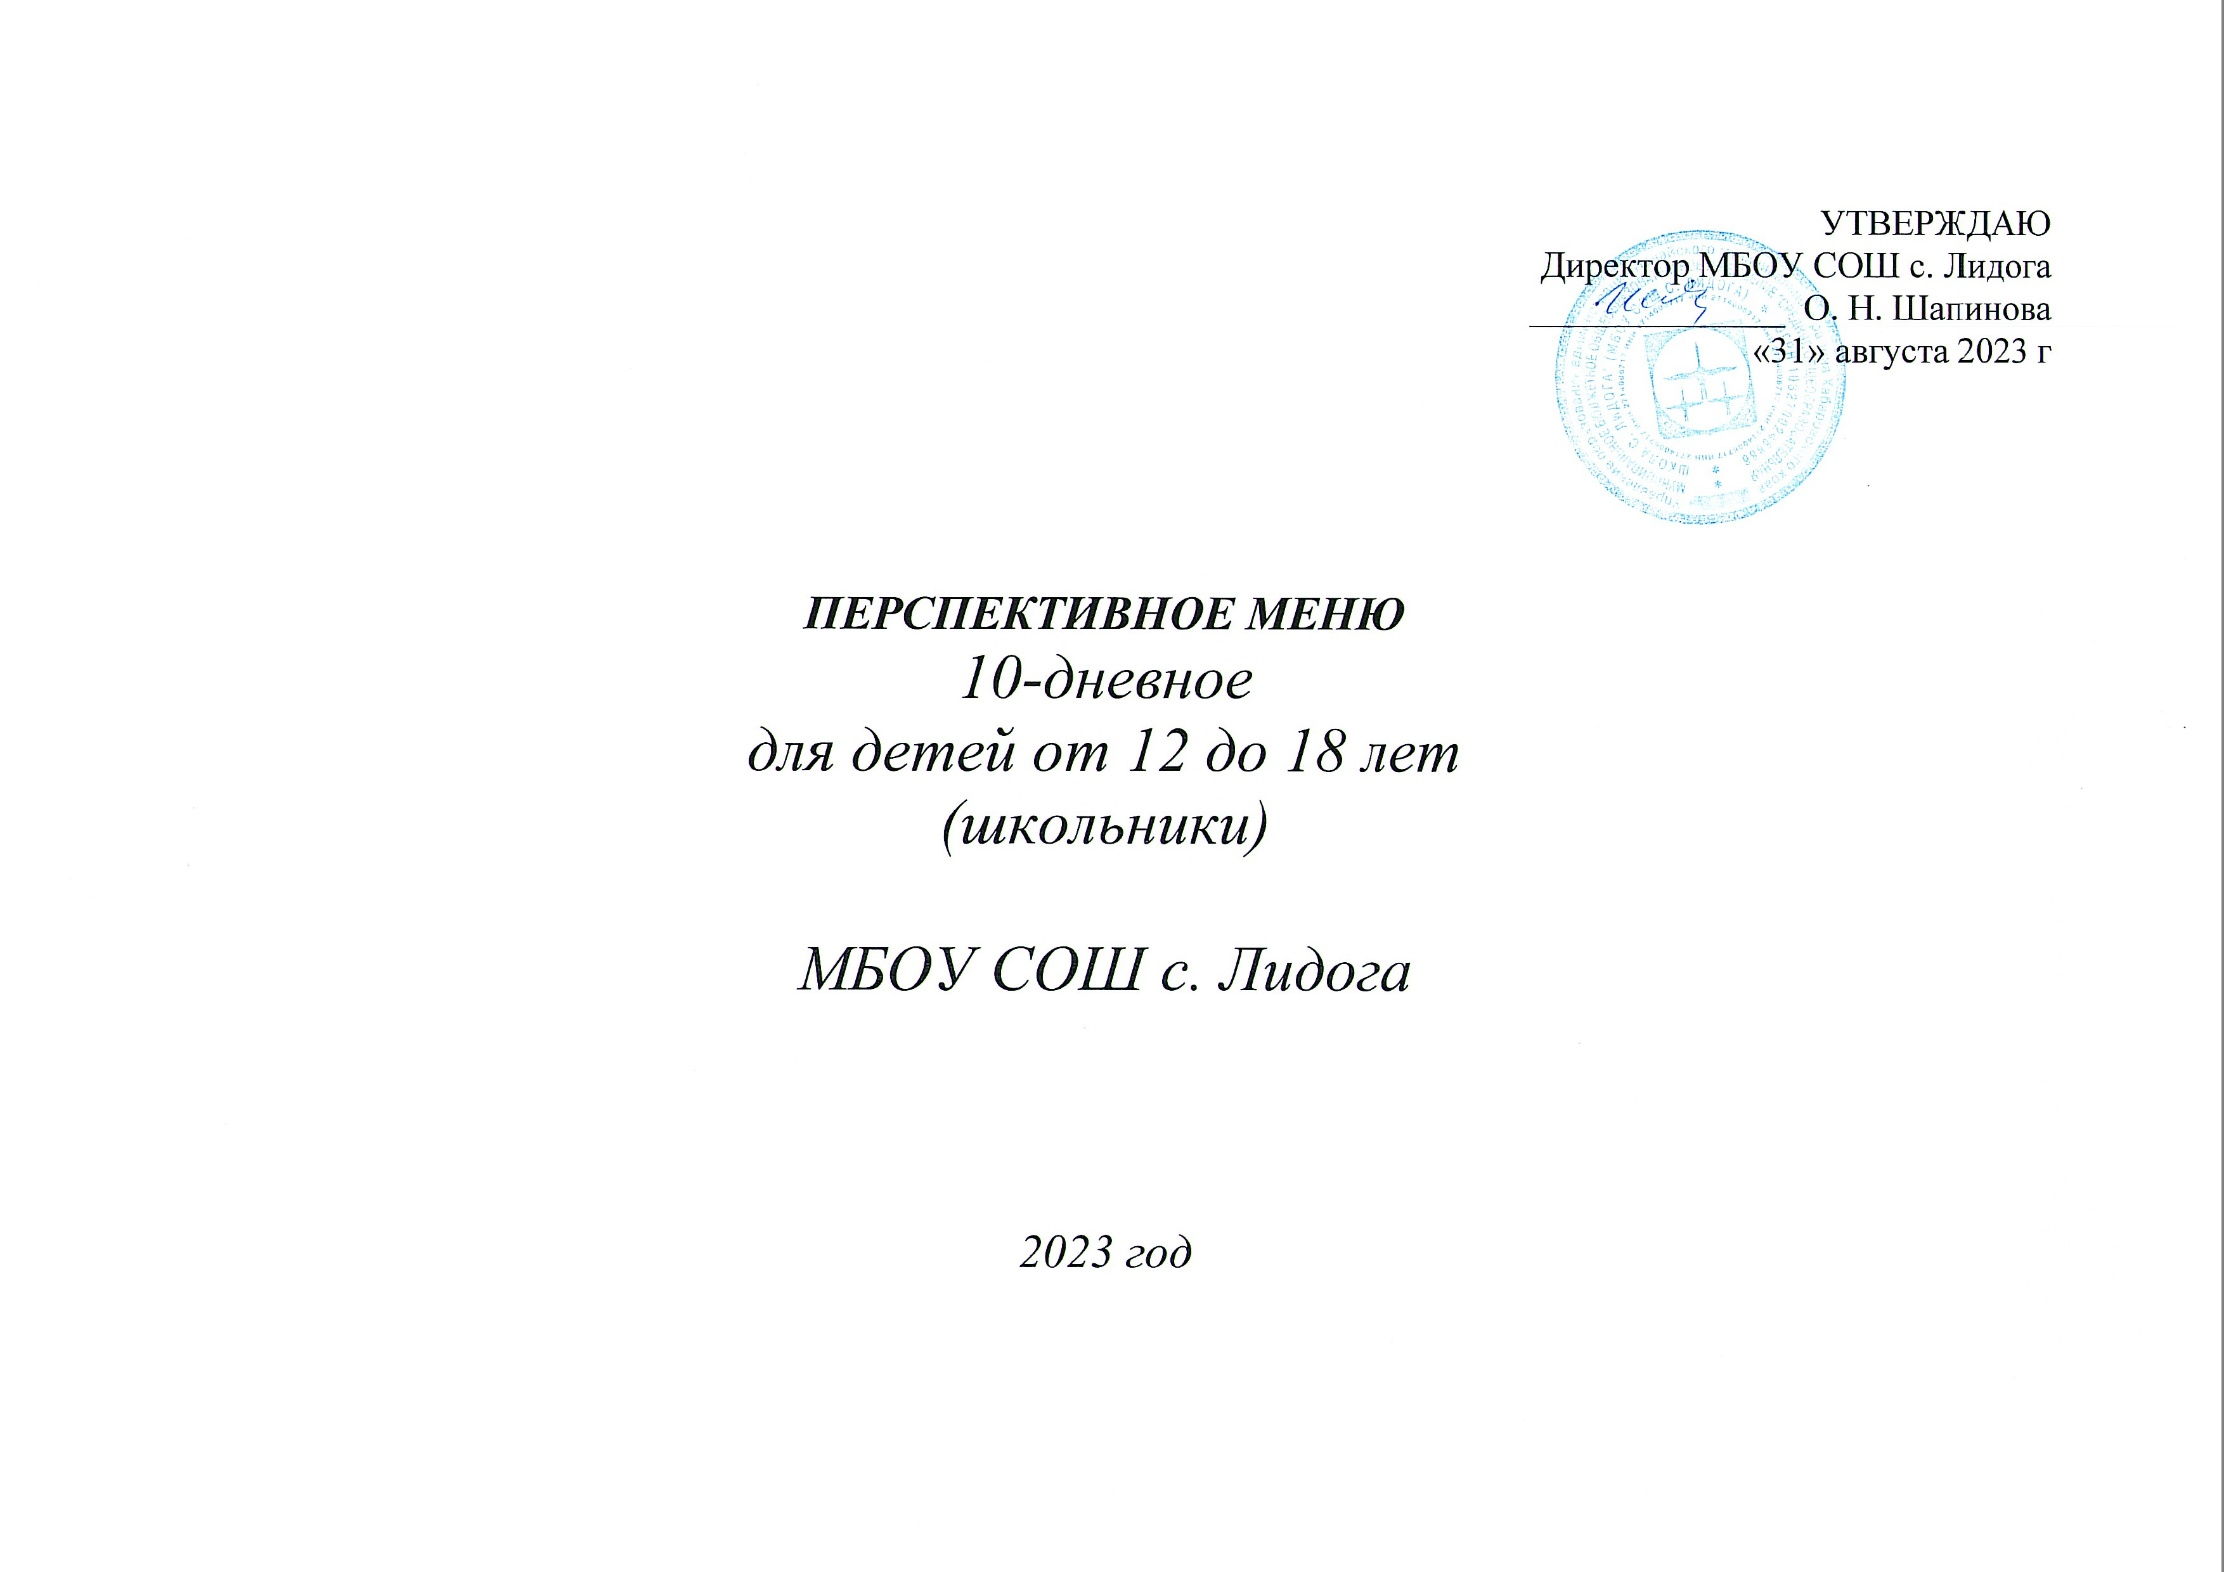 УТВЕРЖДАЮ
Директор МБОУ СОШ с. Лидога
О. Н. Шапинова
«31» августа 2023 г
ПЕРСПЕКТИВНОЕ МЕНЮ
10-дневное
для детей от 12 до 18 лет
(школьники)
МБОУ СОШ с. Лидога
2023 год